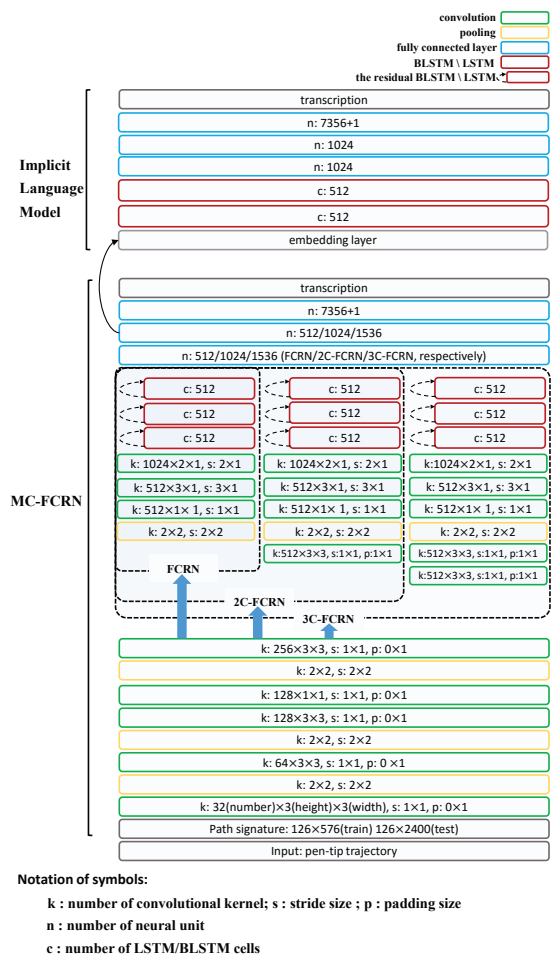 convolution
pooling
fully connected layer
BLSTM \ LSTM
the residual BLSTM \ LSTM
Implicit
Language
Model
transcription
n: 7356+1
n: 1024
n: 1024
c: 512
c: 512
embedding layer
MC-FCRN
transcription
n: 7356+1
n: 512/1024/1536
n: 512/1024/1536 (FCRN/2C-FCRN/3C-FCRN, respectively)
c: 512 c: 512 c: 512
c: 512 c: 512 c: 512
c: 512 c: 512 c: 512
k: 1024×2×1, s: 2×1 k: 1024×2×1, s: 2×1 k:1024×2×1, s: 2×1
k: 512×3×1, s: 3×1 k: 512×3×1, s: 3×1 k: 512×3×1, s: 3×1
k: 512×1× 1, s: 1×1 k: 512×1× 1, s: 1×1 k: 512×1× 1, s: 1×1
k: 2×2, s: 2×2 k: 2×2, s: 2×2 k: 2×2, s: 2×2
k:512×3×3, s:1×1, p:1×1 k:512×3×3, s:1×1, p:1×1
FCRN k:512×3×3, s:1×1, p:1×1
2C-FCRN
3C-FCRN
k: 256×3×3, s: 1×1, p: 0×1
k: 2×2, s: 2×2
k: 128×1×1, s: 1×1, p: 0×1
k: 128×3×3, s: 1×1, p: 0×1
k: 2×2, s: 2×2
k: 64×3×3, s: 1×1, p: 0 ×1
k: 2×2, s: 2×2
k: 32(number)×3(height)×3(width), s: 1×1, p: 0×1
Path signature: 126×576(train) 126×2400(test)
Input: pen-tip trajectory
Notation of symbols:
k : number of convolutional kernel; s : stride size ; p : padding size
n : number of neural unit
c : number of LSTM/BLSTM cells